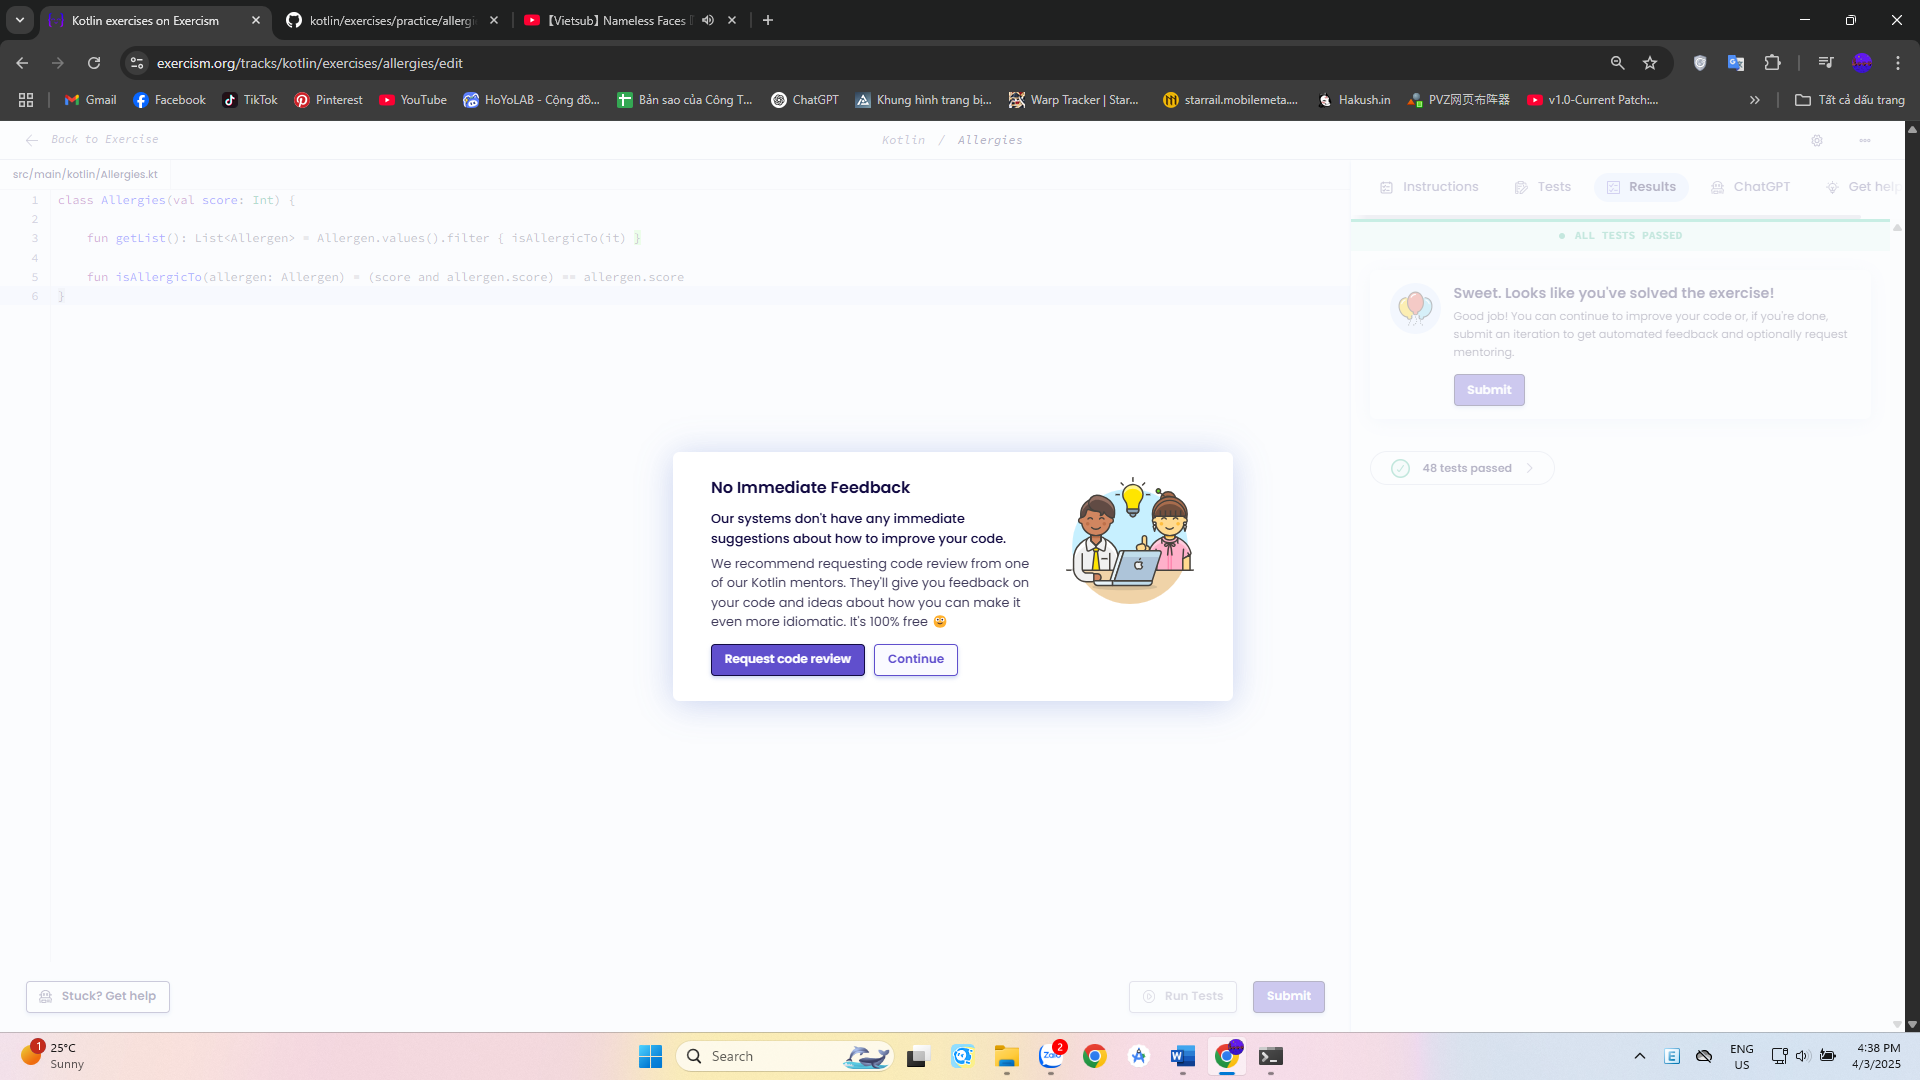 Kotlin exercises on Exercism
kotlin/exercises/practice/allergi
【Vietsub】Nameless Faces
exercism.org/tracks/kotlin/exercises/allergies/edit
Gmail
Facebook
TikTok
Pinterest
YouTube
HoYoLAB - Cộng đồ...
Bản sao của Công T...
ChatGPT
Khung hình trang bị...
Warp Tracker | Star...
starrail.mobilemeta....
Hakush.in
PVZ网页布阵器
v1.0-Current Patch:...
Tất cả dấu trang
Back to Exercise
Kotlin / Allergies
src/main/kotlin/Allergies.kt
Instructions
Tests
Results
ChatGPT
Get help
1 class Allergies(val score: Int) {
2
3 fun getList(): List<Allergen> = Allergen.values().filter { isAllergicTo(it) }
4
5 fun isAllergicTo(allergen: Allergen) = (score and allergen.score) == allergen.score
6 }
ALL TESTS PASSED
Sweet. Looks like you've solved the exercise!
Good job! You can continue to improve your code or, if you're done,
submit an iteration to get automated feedback and optionally request
mentoring.
Submit
48 tests passed
No Immediate Feedback
Our systems don't have any immediate
suggestions about how to improve your code.
We recommend requesting code review from one
of our Kotlin mentors. They'll give you feedback on
your code and ideas about how you can make it
even more idiomatic. It's 100% free
Request code review
Continue
Stuck? Get help
Run Tests
Submit
1
25°C
Sunny
Search
Zalo
2
ENG
US
4:38 PM
4/3/2025